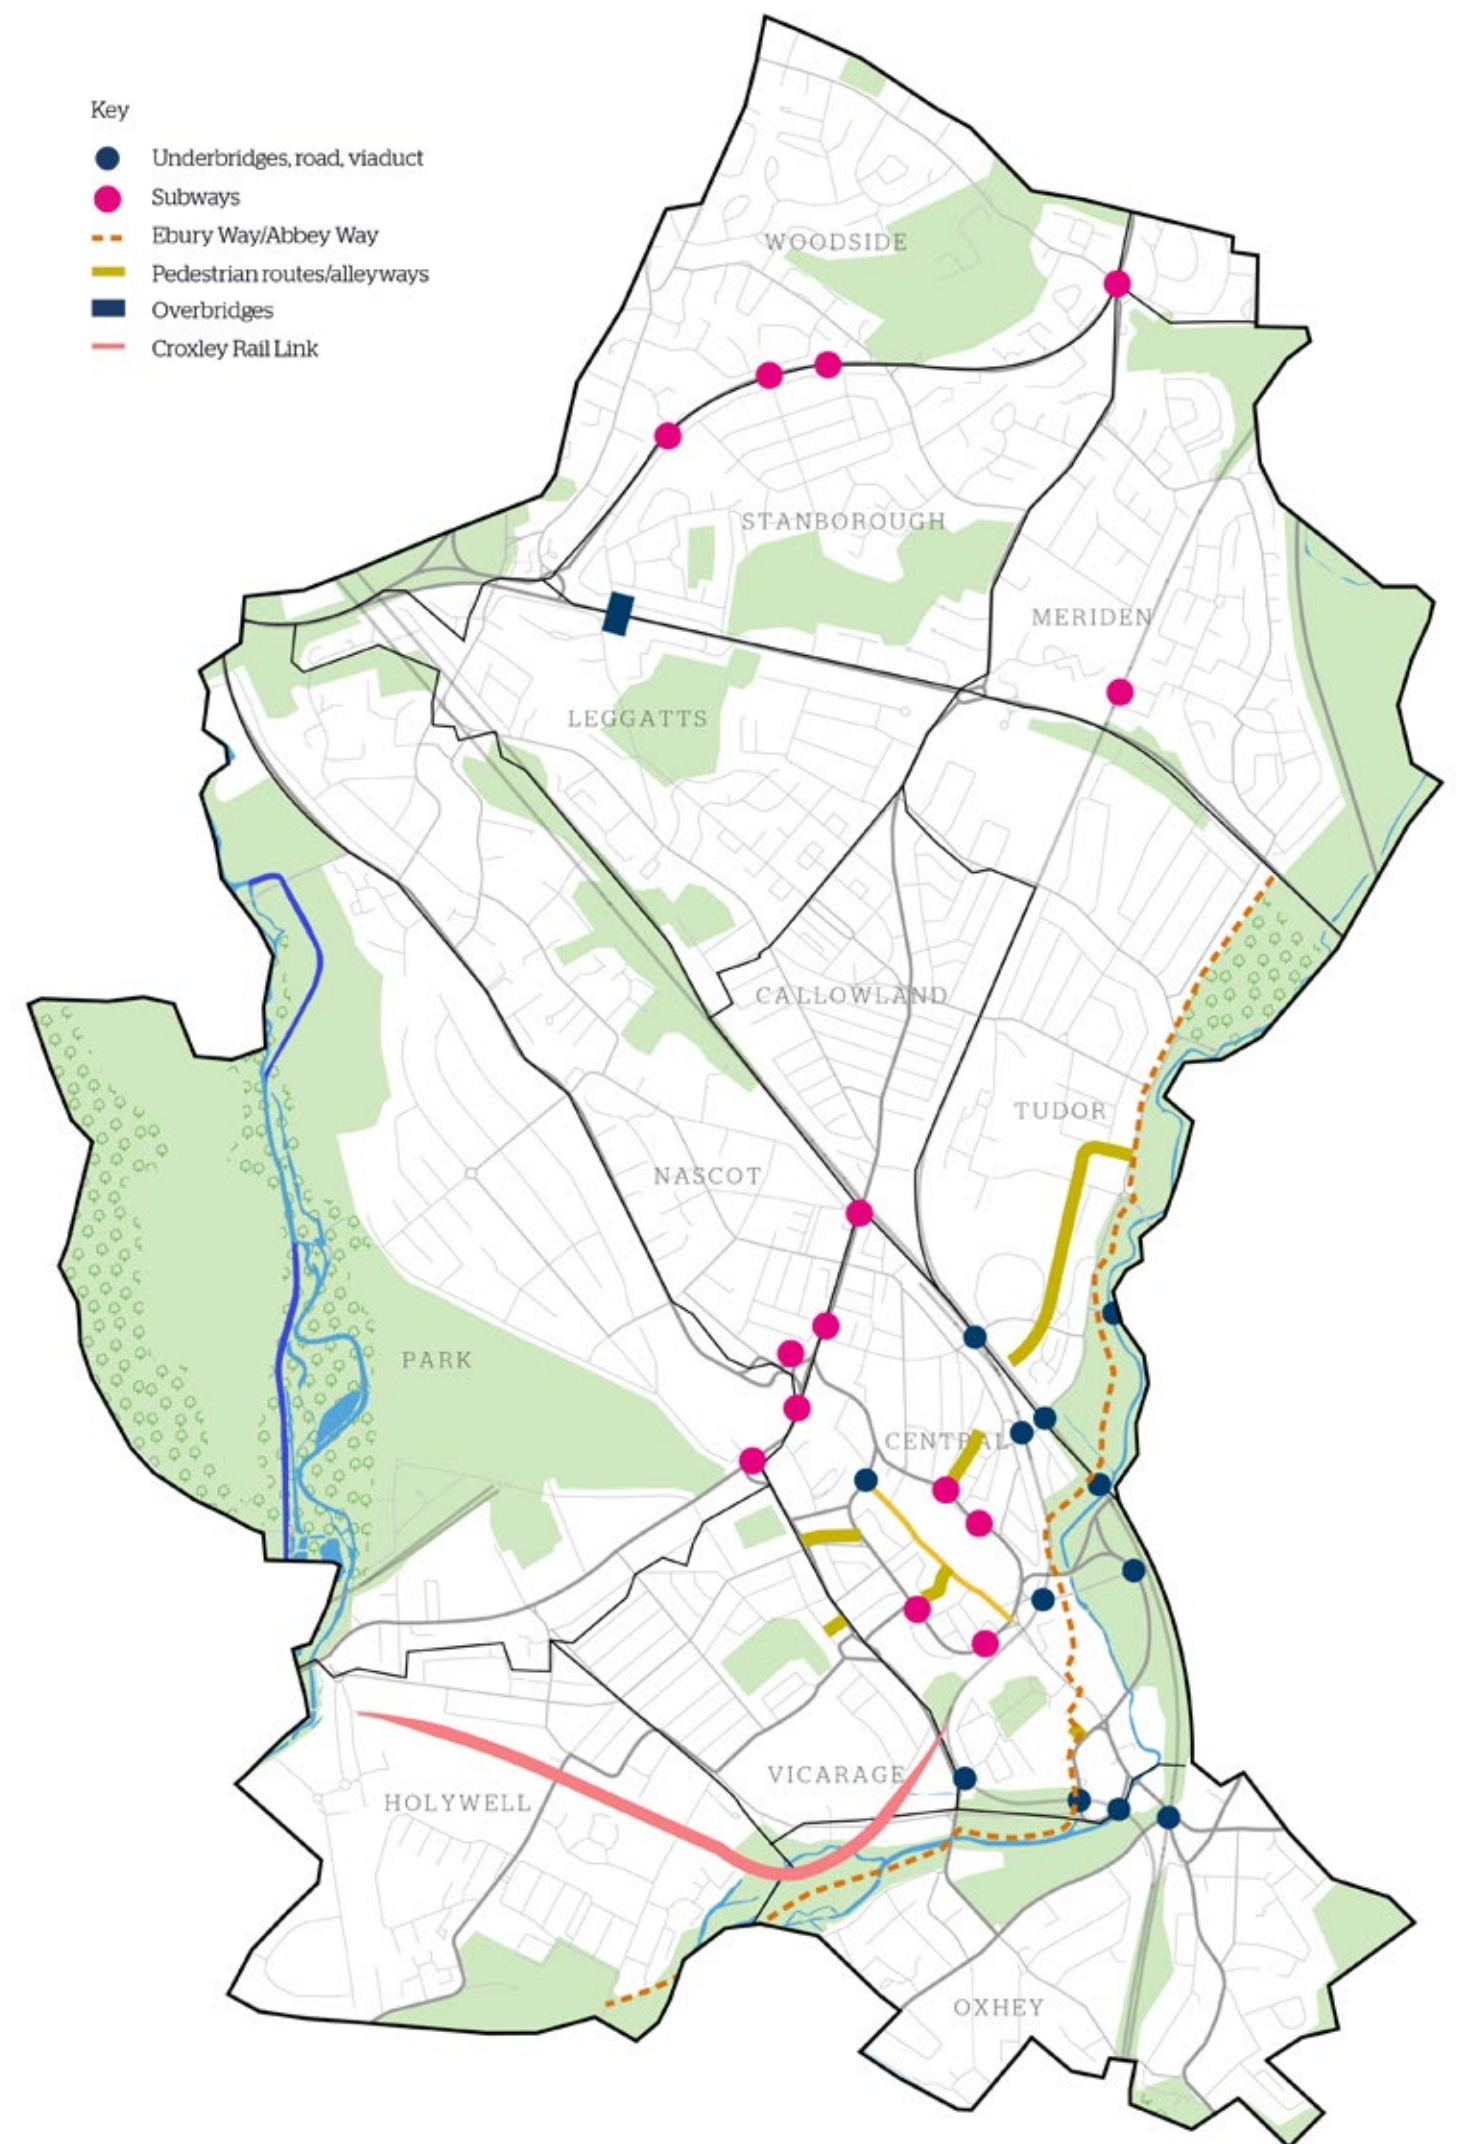 Key
Underbridges, road, viaduct
Subways
Ebury Way/Abbey Way
Pedestrian routes/alleyways
Overbridges
Croxley Rail Link
WOODSIDE
STANBOROUGH
MERIDEN
LEGGATTS
CALLOWLAND
TUDOR
NASCOT
PARK
CENTRAL
VICARAGE
HOLYWELL
OXHEY